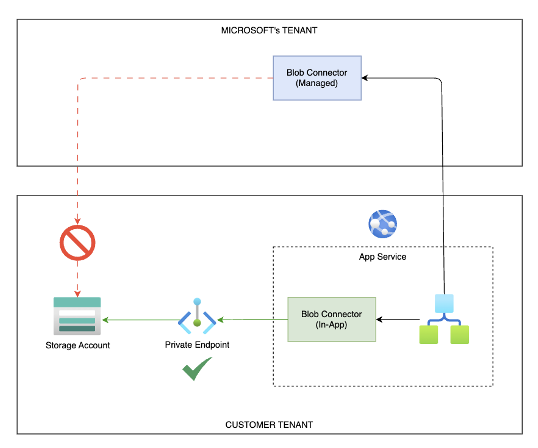 MICROSOFT's TENANT
Blob Connector
(Managed)
App Service
Blob Connector
(In-App)
Storage Account
Private Endpoint
CUSTOMER TENANT